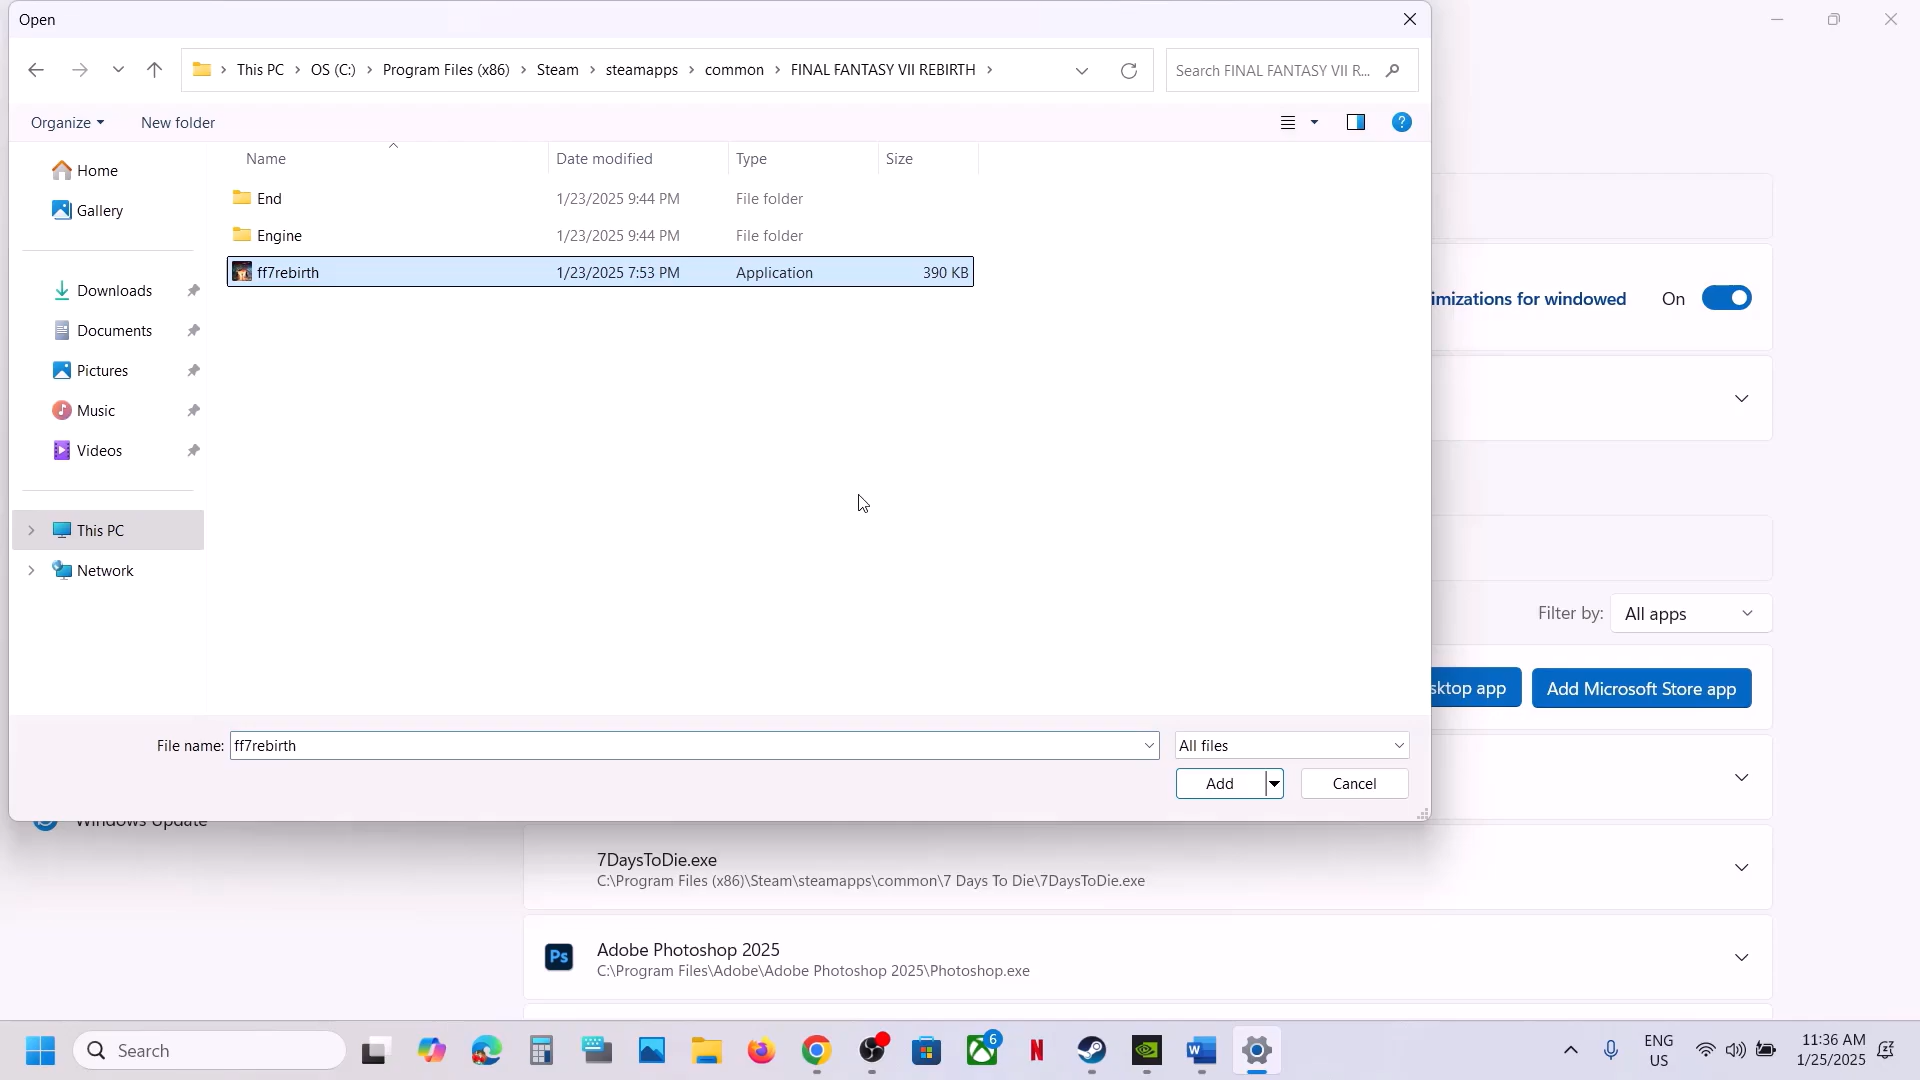 Open
This PC > OS (C:) > Program Files (x86) > Steam > steamapps > common > FINAL FANTASY VII REBIRTH >
Search FINAL FANTASY VII R...
Organize
New folder
Name
Date modified
Type
Size
Home
Gallery
Downloads
Documents
Pictures
Music
Videos
This PC
Network
End
1/23/2025 9:44 PM
File folder
Engine
1/23/2025 9:44 PM
File folder
ff7rebirth
1/23/2025 7:53 PM
Application
390 KB
File name:
ff7rebirth
All files
Add
Cancel
imizations for windowed
On
Filter by:
All apps
sktop app
Add Microsoft Store app
Windows Update
7DaysToDie.exe
C:\Program Files (x86)\Steam\steamapps\common\7 Days To Die\7DaysToDie.exe
Ps
Adobe Photoshop 2025
C:\Program Files\Adobe\Adobe Photoshop 2025\Photoshop.exe
Search
6
ENG
US
11:36 AM
1/25/2025